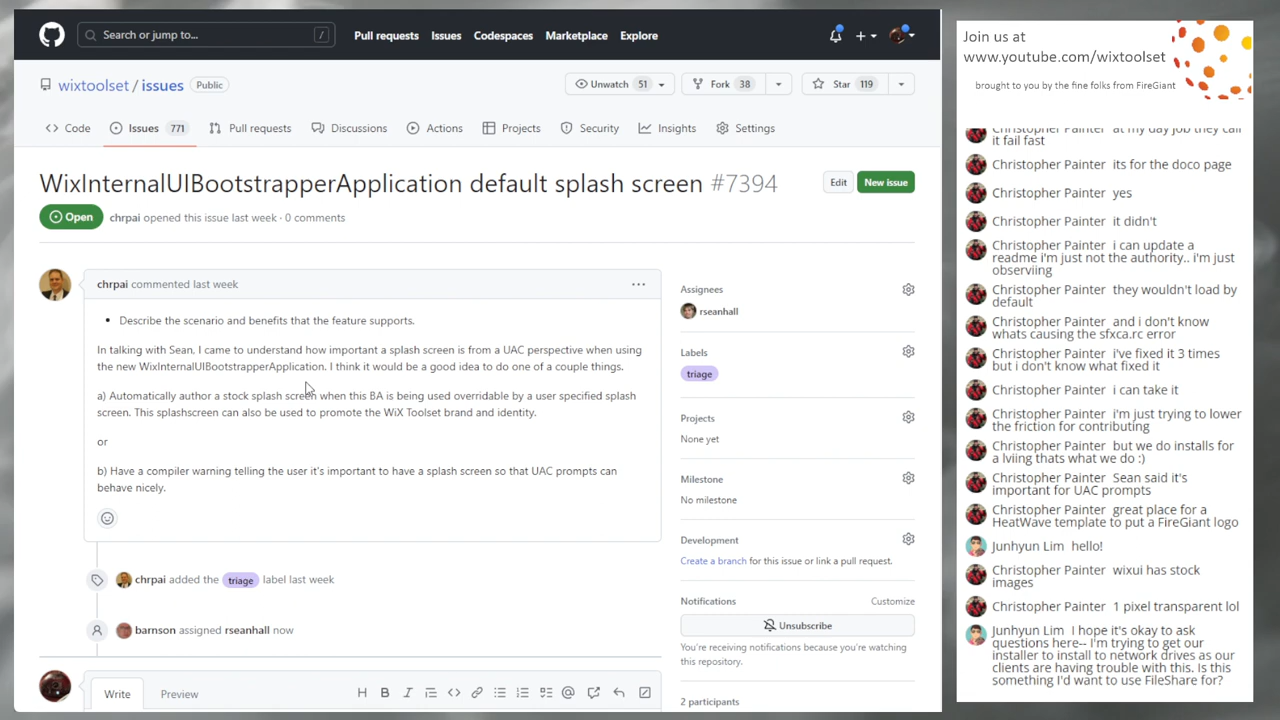 Search or jump to...
/
Pull requests
Issues
Codespaces
Marketplace
Explore
wixtoolset / issues
Public
Unwatch 51
Fork 38
Star 119
Code
Issues 771
Pull requests
Discussions
Actions
Projects
Security
Insights
Settings
WixInternalUIBootstrapperApplication default splash screen #7394
Edit
New issue
Open
chrpai opened this issue last week · 0 comments
chrpai commented last week
• Describe the scenario and benefits that the feature supports.
In talking with Sean, I came to understand how important a splash screen is from a UAC perspective when using
the new WixInternalUIBootstrapperApplication. I think it would be a good idea to do one of a couple things.
a) Automatically author a stock splash screen when this BA is being used overridable by a user specified splash
screen. This splashscreen can also be used to promote the WiX Toolset brand and identity.
or
b) Have a compiler warning telling the user it's important to have a splash screen so that UAC prompts can
behave nicely.
chrpai added the triage label last week
barnson assigned rseanhall now
Write
Preview
Assignees
rseanhall
Labels
triage
Projects
None yet
Milestone
No milestone
Development
Create a branch for this issue or link a pull request.
Notifications
Customize
Unsubscribe
You're receiving notifications because you're watching
this repository.
2 participants
Join us at
www.youtube.com/wixtoolset
brought to you by the fine folks from FireGiant
Christopher Painter at my day job they call
it fail fast
Christopher Painter its for the doco page
Christopher Painter yes
Christopher Painter it didn't
Christopher Painter i can update a
readme i'm just not the authority.. i'm just
observiing
Christopher Painter they wouldn't load by
default
Christopher Painter and i don't know
whats causing the sfxca.rc error
Christopher Painter i've fixed it 3 times
but i don't know what fixed it
Christopher Painter i can take it
Christopher Painter i'm just trying to lower
the friction for contributing
Christopher Painter but we do installs for
a lviing thats what we do :)
Christopher Painter Sean said it's
important for UAC prompts
Christopher Painter great place for a
HeatWave template to put a FireGiant logo
Junhyun Lim hello!
Christopher Painter wixui has stock
images
Christopher Painter 1 pixel transparent lol
Junhyun Lim I hope it's okay to ask
questions here-- I'm trying to get our
installer to install to network drives as our
clients are having trouble with this. Is this
something I'd want to use FileShare for?